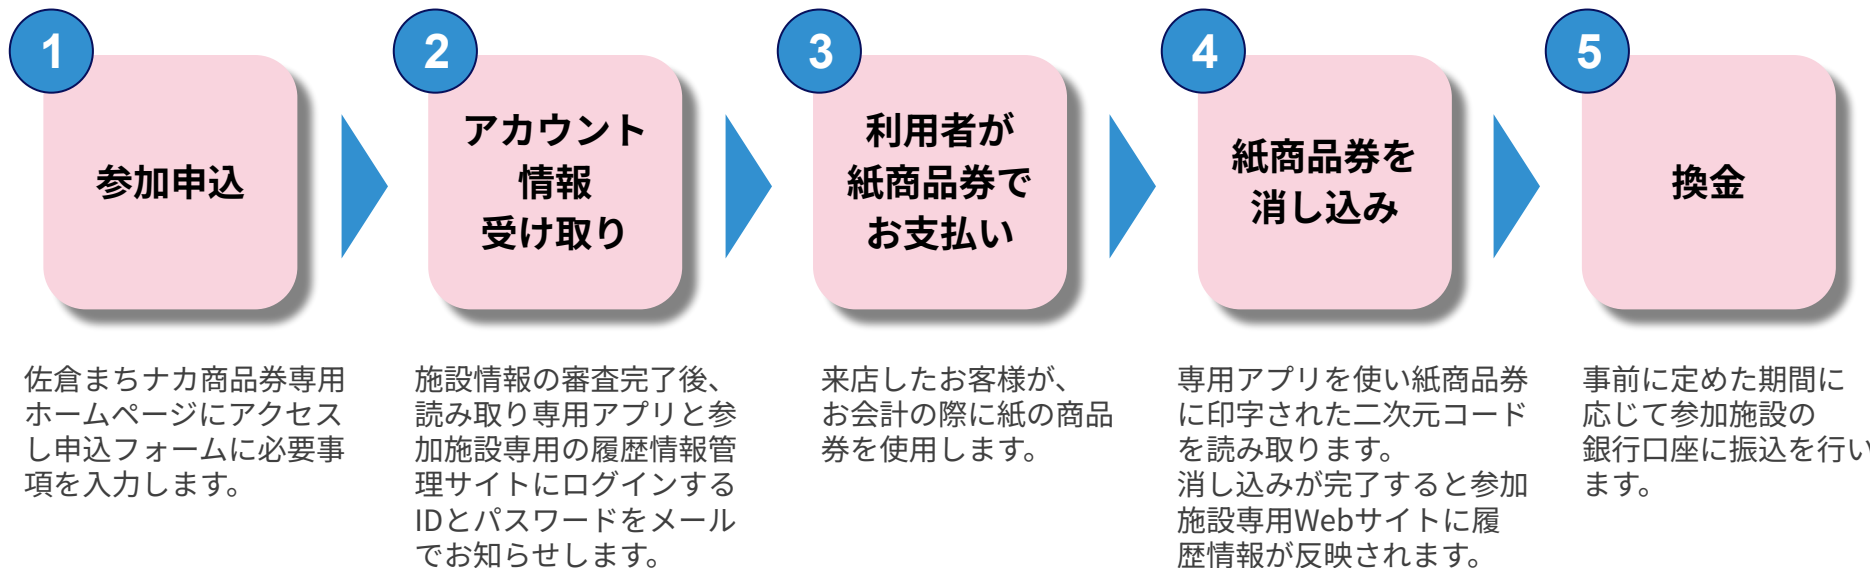 1
参加申込
佐倉まちナカ商品券専用
ホームページにアクセス
し申込フォームに必要事
項を入力します。
2
アカウント
情報
受け取り
施設情報の審査完了後、
読み取り専用アプリと参
加施設専用の履歴情報管
理サイトにログインする
IDとパスワードをメール
でお知らせします。
3
利用者が
紙商品券で
お支払い
来店したお客様が、
お会計の際に紙の商品
券を使用します。
4
紙商品券を
消し込み
専用アプリを使い紙商品券
に印字された二次元コード
を読み取ります。
消し込みが完了すると参加
施設専用Webサイトに履
歴情報が反映されます。
5
換金
事前に定めた期間に
応じて参加施設の
銀行口座に振込を行い
ます。